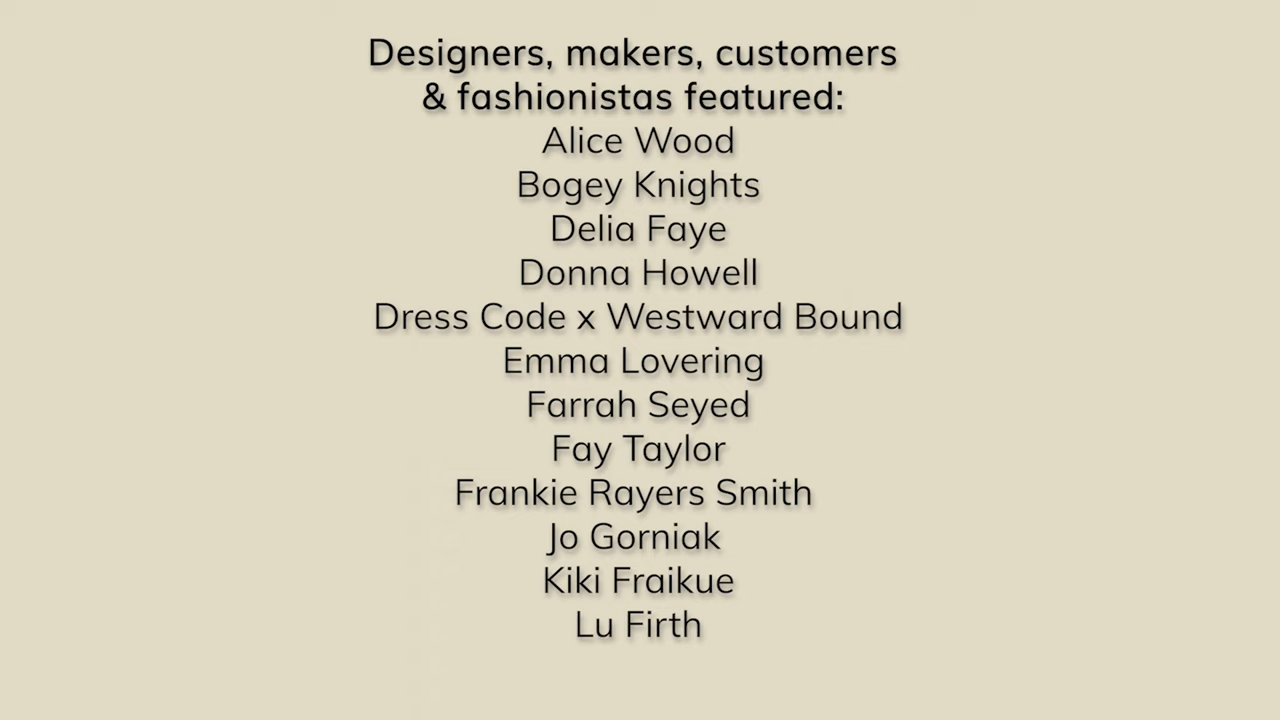 Designers, makers, customers
& fashionistas featured:
Alice Wood
Bogey Knights
Delia Faye
Donna Howell
Dress Code x Westward Bound
Emma Lovering
Farrah Seyed
Fay Taylor
Frankie Rayers Smith
Jo Gorniak
Kiki Fraikue
Lu Firth